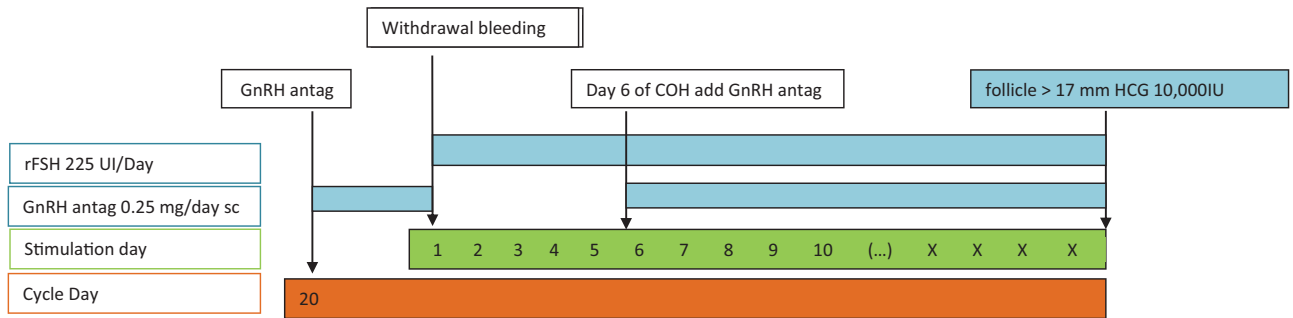 Withdrawal bleeding
GnRH antag
Day 6 of COH add GnRH antag
follicle > 17 mm HCG 10,000IU
rFSH 225 UI/Day
GnRH antag 0.25 mg/day sc
Stimulation day
1 2 3 4 5 6 7 8 9 10 (...) X X X X
Cycle Day
20